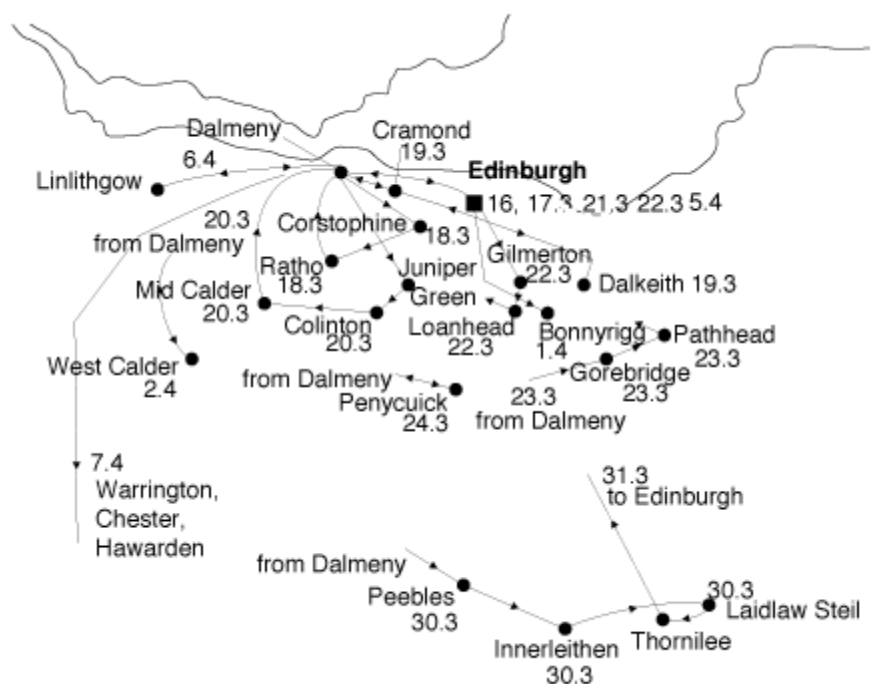 Dalmeny
Cramond
19.3
6.4
Edinburgh
Linlithgow
16, 17.3, 21.3 22.3 5.4
20.3
Corstophine
18.3
from Dalmeny
Gilmerton
22.3
Ratho
18.3
Juniper
Green
Dalkeith 19.3
Mid Calder
20.3
Colinton
20.3
Loanhead
22.3
Bonnyrigg
1.4
Pathhead
23.3
West Calder
2.4
from Dalmeny
Penycuick
24.3
23.3
Gorebridge
23.3
from Dalmeny
7.4
Warrington,
Chester,
Hawarden
31.3
to Edinburgh
from Dalmeny
Peebles
30.3
30.3
Laidlaw Steil
Innerleithen
30.3
Thornilee